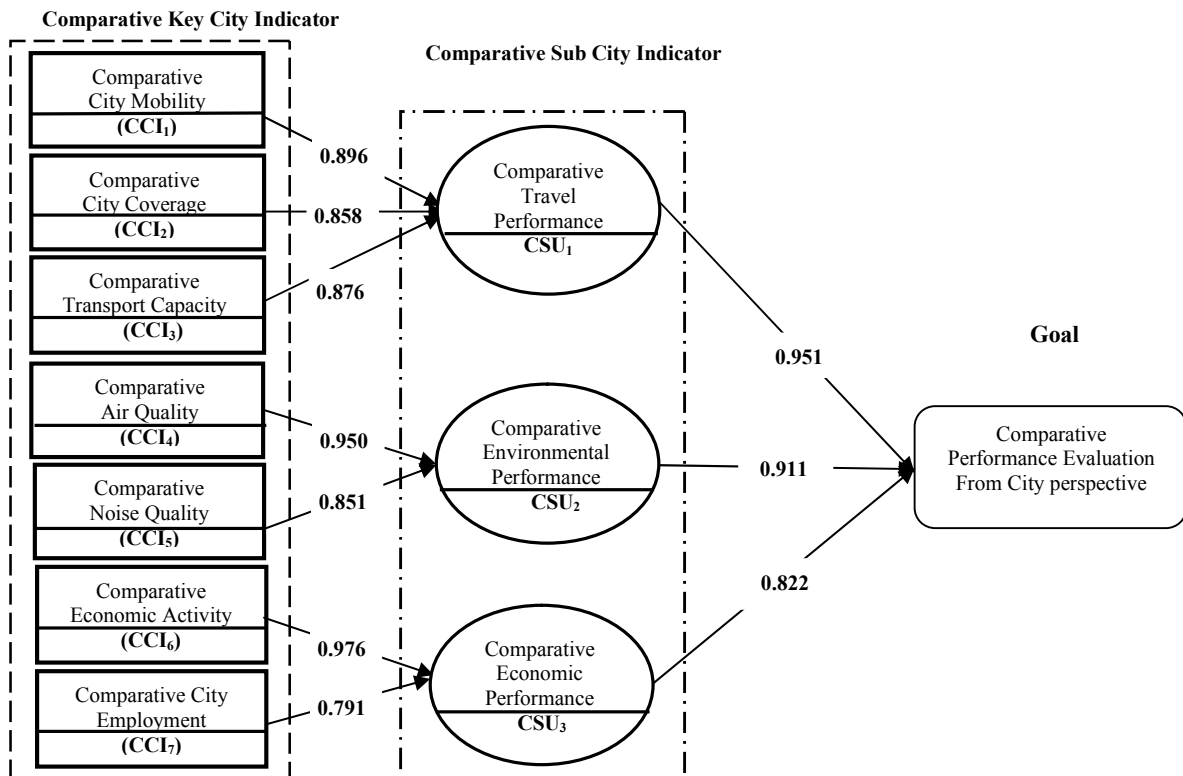 Comparative Key City Indicator
Comparative
City Mobility
(CCI₁)
Comparative
City Coverage
(CCI₂)
Comparative
Transport Capacity
(CCI₃)
Comparative
Air Quality
(CCI₄)
Comparative
Noise Quality
(CCI₅)
Comparative
Economic Activity
(CCI₆)
Comparative City
Employment
(CCI₇)
0.896
0.858
0.876
0.950
0.851
0.976
0.791
Comparative Sub City Indicator
Comparative
Travel
Performance
CSU₁
Comparative
Environmental
Performance
CSU₂
Comparative
Economic
Performance
CSU₃
0.951
0.911
0.822
Goal
Comparative
Performance Evaluation
From City perspective